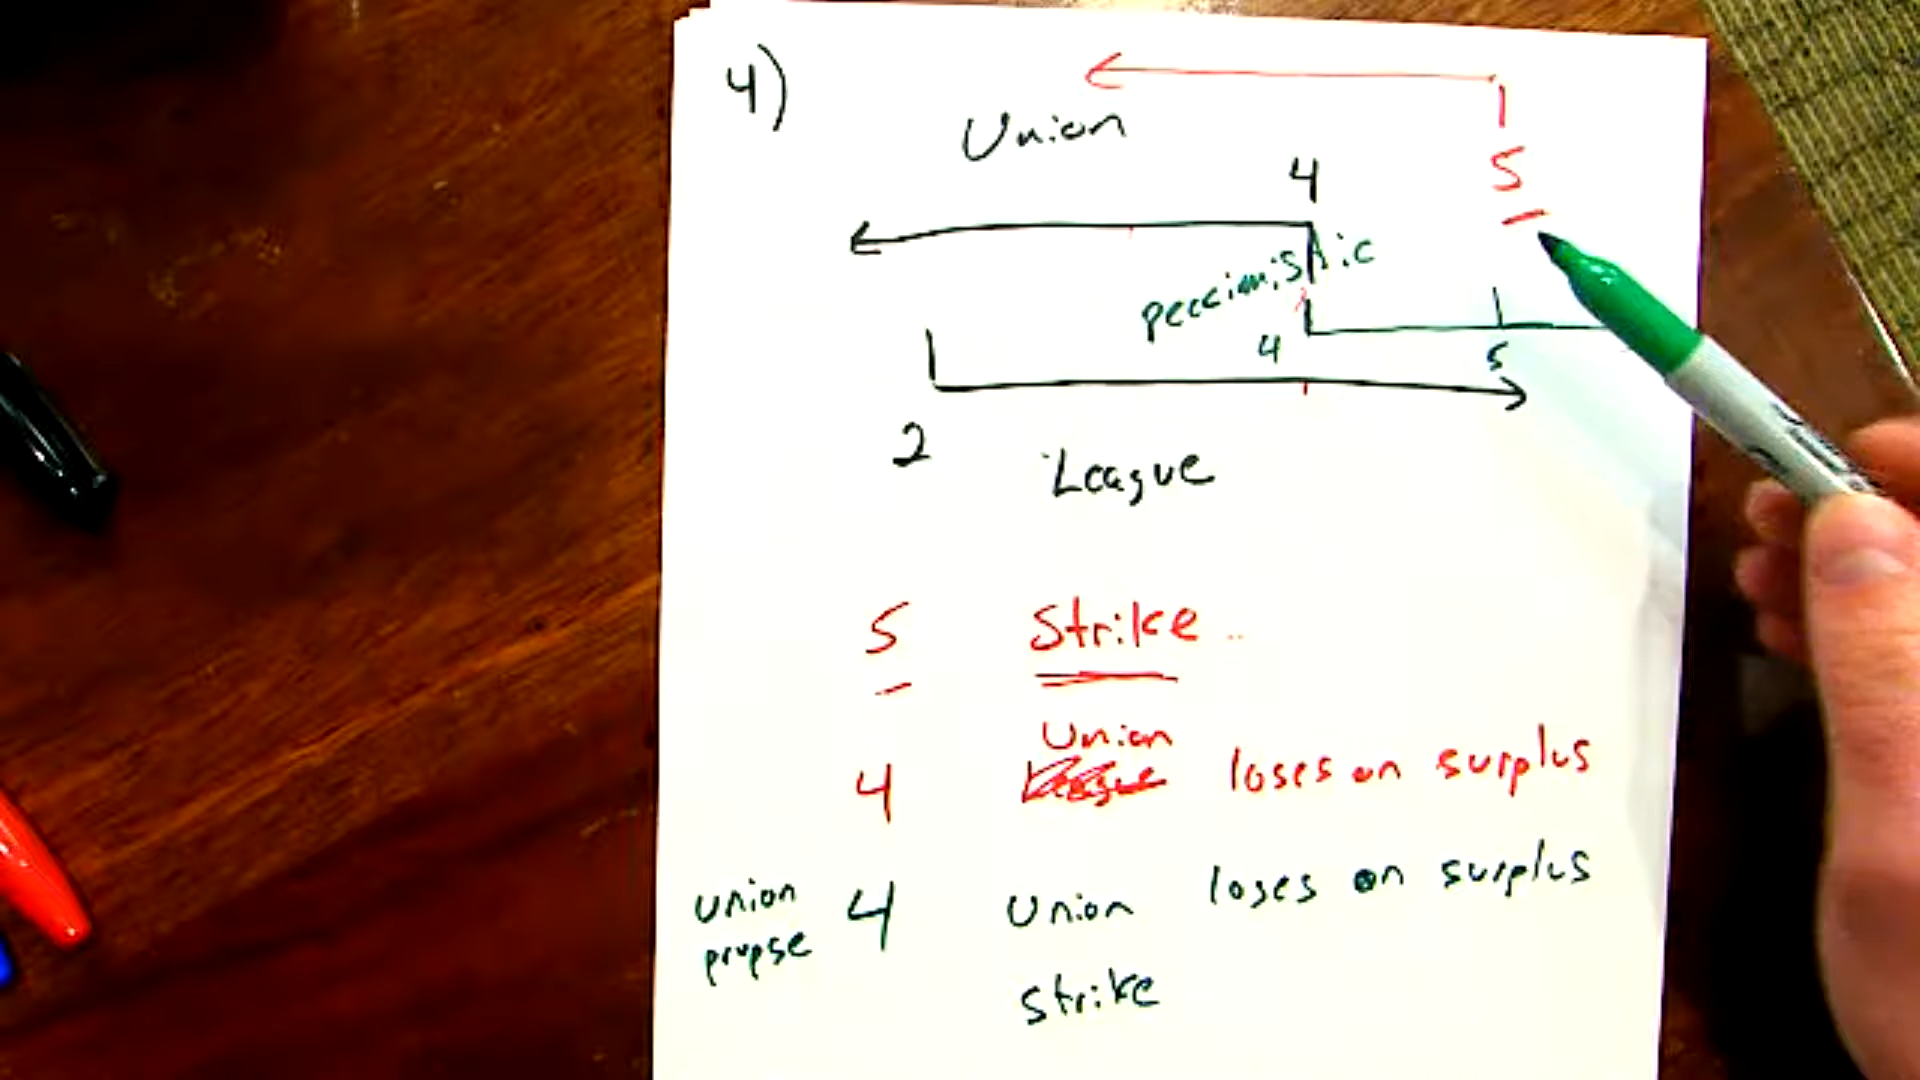 4)
Union
5
4
peccimistic
4
5
2
League
5 Strike
Union
4 loses on surplus
union propse 4 Union loses on surplus
Strike